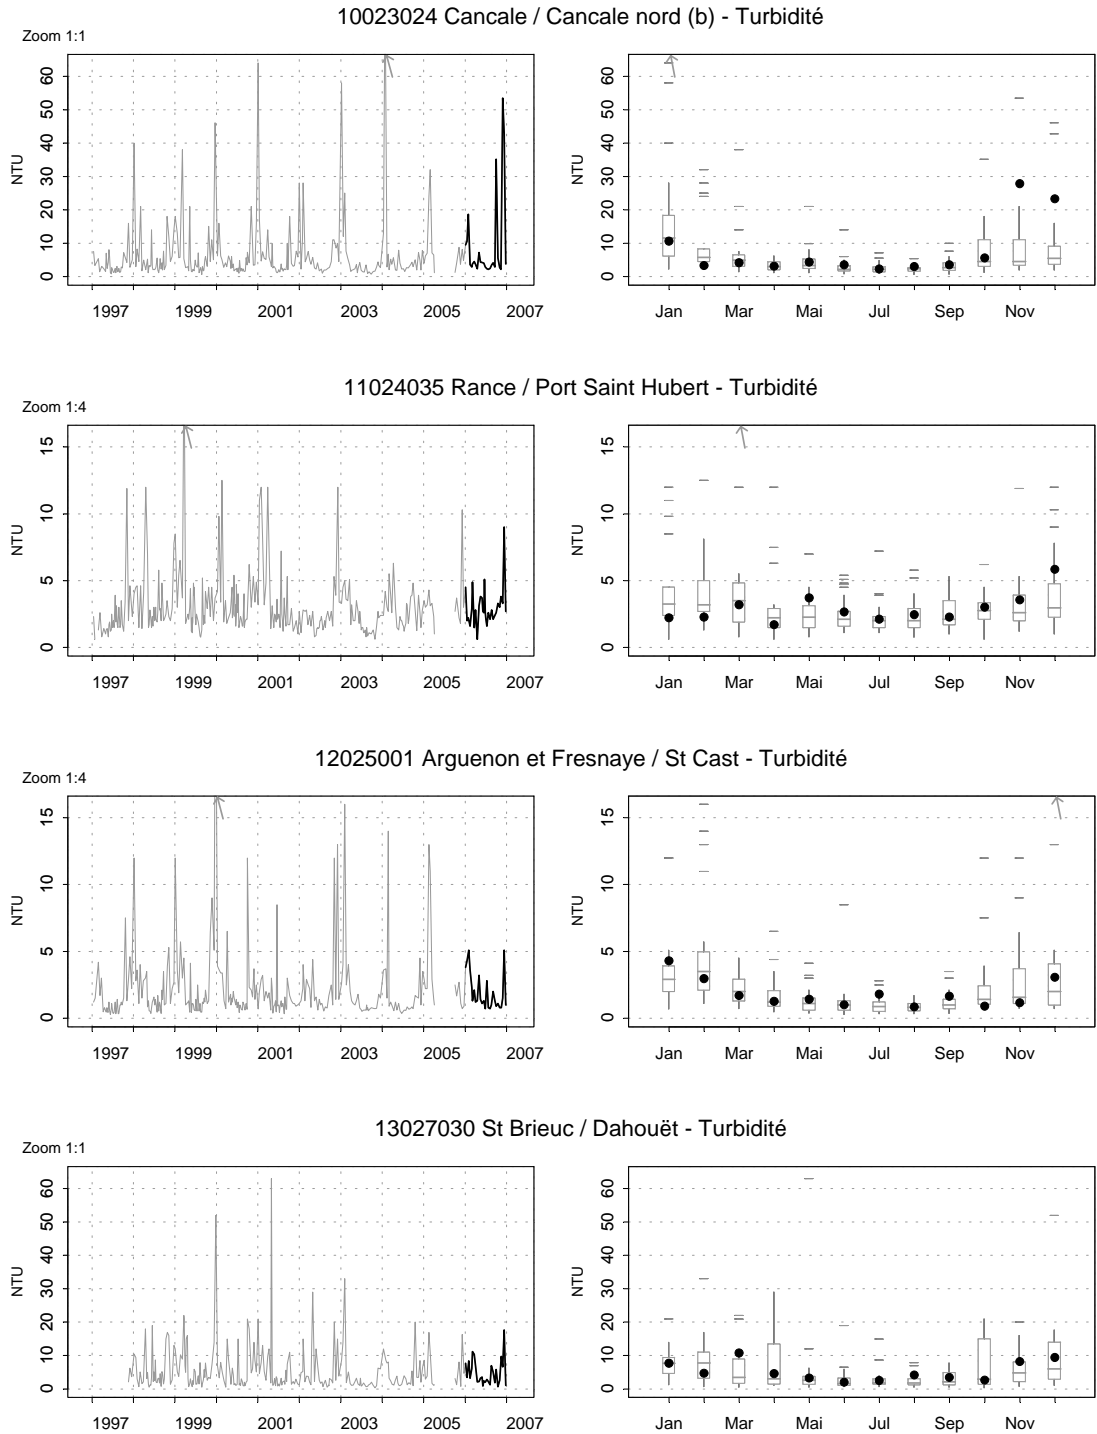 10023024 Cancale / Cancale nord (b) - Turbidité
Zoom 1:1
NTU
0 10 20 30 40 50 60
1997 1999 2001 2003 2005 2007
NTU
0 10 20 30 40 50 60
Jan Mar Mai Jul Sep Nov
11024035 Rance / Port Saint Hubert - Turbidité
Zoom 1:4
NTU
0 5 10 15
1997 1999 2001 2003 2005 2007
NTU
0 5 10 15
Jan Mar Mai Jul Sep Nov
12025001 Arguenon et Fresnaye / St Cast - Turbidité
Zoom 1:4
NTU
0 5 10 15
1997 1999 2001 2003 2005 2007
NTU
0 5 10 15
Jan Mar Mai Jul Sep Nov
13027030 St Brieuc / Dahouët - Turbidité
Zoom 1:1
NTU
0 10 20 30 40 50 60
1997 1999 2001 2003 2005 2007
NTU
0 10 20 30 40 50 60
Jan Mar Mai Jul Sep Nov